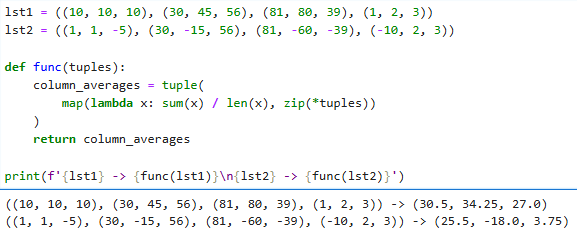 lst1 = ((10, 10, 10), (30, 45, 56), (81, 80, 39), (1, 2, 3))
lst2 = ((1, 1, -5), (30, -15, 56), (81, -60, -39), (-10, 2, 3))

def func(tuples):
    column_averages = tuple(
        map(lambda x: sum(x) / len(x), zip(*tuples))
    )
    return column_averages

print(f'{lst1} -> {func(lst1)}\n{lst2} -> {func(lst2)}')
((10, 10, 10), (30, 45, 56), (81, 80, 39), (1, 2, 3)) -> (30.5, 34.25, 27.0)
((1, 1, -5), (30, -15, 56), (81, -60, -39), (-10, 2, 3)) -> (25.5, -18.0, 3.75)